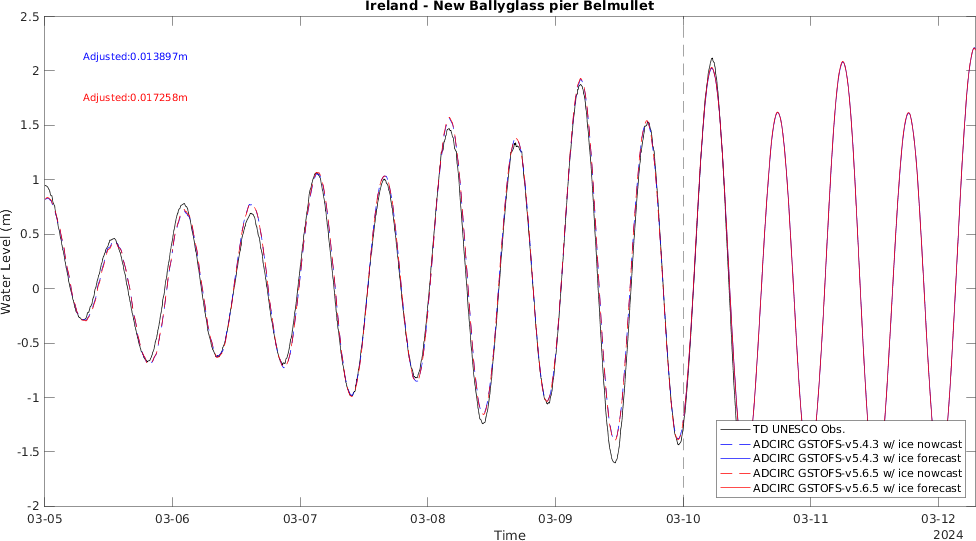 Ireland - New Ballyglass pier Belmullet
Adjusted:0.013897m
Adjusted:0.017258m
Water Level (m)
2.5
2
1.5
1
0.5
0
-0.5
-1
-1.5
-2
TD UNESCO Obs.
ADCIRC GSTOFS-v5.4.3 w/ ice nowcast
ADCIRC GSTOFS-v5.4.3 w/ ice forecast
ADCIRC GSTOFS-v5.6.5 w/ ice nowcast
ADCIRC GSTOFS-v5.6.5 w/ ice forecast
03-05 03-06 03-07 03-08 03-09 03-10 03-11 03-12
Time
2024